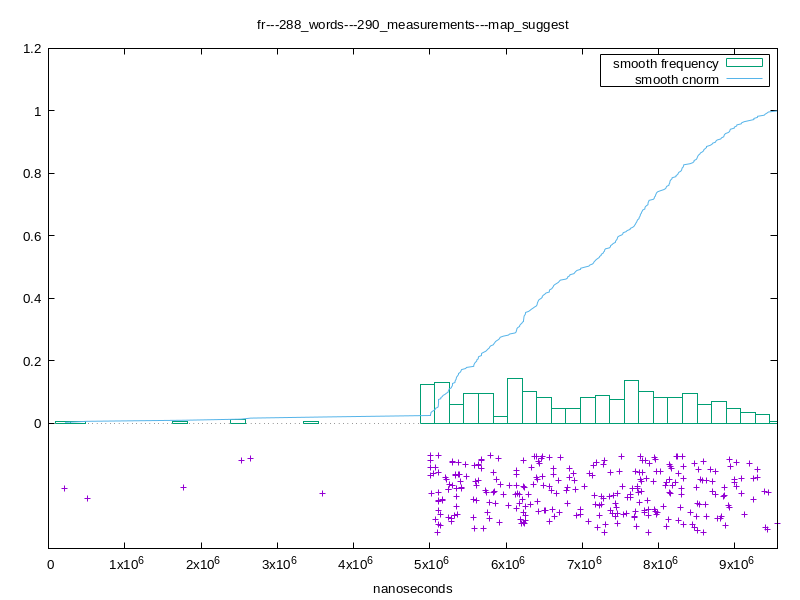 fr---288_words---290_measurements---map_suggest
1.2
smooth frequency
smooth cnorm
1
0.8
0.6
0.4
0.2
0
0 1x10^6 2x10^6 3x10^6 4x10^6 5x10^6 6x10^6 7x10^6 8x10^6 9x10^6
nanoseconds